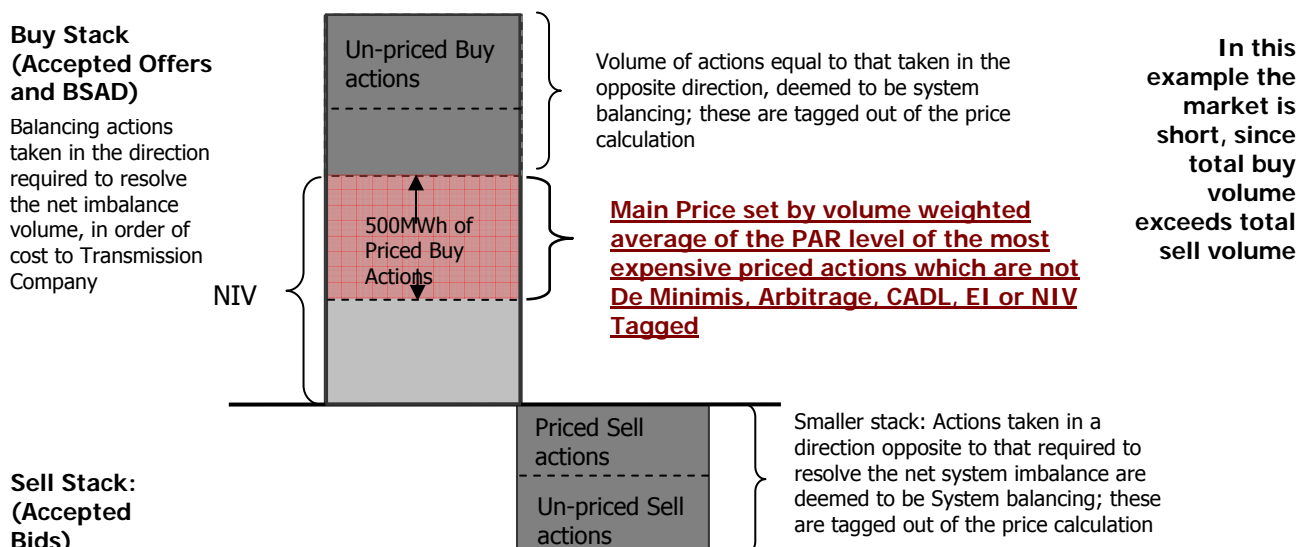 Buy Stack
(Accepted Offers
and BSAD)
Balancing actions
taken in the direction
required to resolve
the net imbalance
volume, in order of
cost to Transmission
Company
Un-priced Buy
actions
Volume of actions equal to that taken in the
opposite direction, deemed to be system
balancing; these are tagged out of the price
calculation
In this
example the
market is
short, since
total buy
volume
exceeds total
sell volume
500MWh of
Priced Buy
Actions
NIV
Main Price set by volume weighted
average of the PAR level of the most
expensive priced actions which are not
De Minimis, Arbitrage, CADL, EI or NIV
Tagged
Priced Sell
actions
Un-priced Sell
actions
Smaller stack: Actions taken in a
direction opposite to that required to
resolve the net system imbalance are
deemed to be System balancing; these
are tagged out of the price calculation
Sell Stack:
(Accepted
Bids)